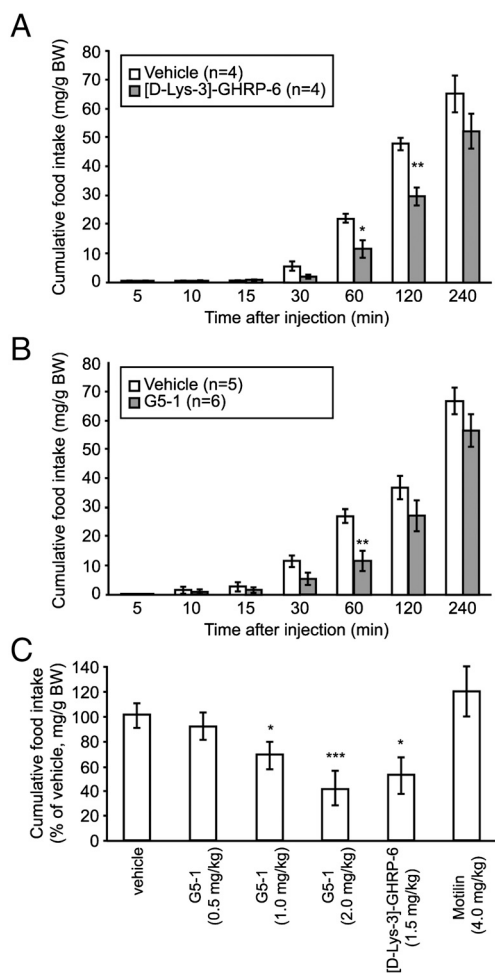 A
Cumulative food intake (mg/g BW)
80
70
60
50
40
30
20
10
0
Vehicle (n=4)
[D-Lys-3]-GHRP-6 (n=4)
*
**
5 10 15 30 60 120 240
Time after injection (min)
B
Cumulative food intake (mg/g BW)
80
70
60
50
40
30
20
10
0
Vehicle (n=5)
G5-1 (n=6)
**
5 10 15 30 60 120 240
Time after injection (min)
C
Cumulative food intake
(% of vehicle, mg/g BW)
140
120
100
80
60
40
20
0
*
***
*
vehicle
G5-1
(0.5 mg/kg)
G5-1
(1.0 mg/kg)
G5-1
(2.0 mg/kg)
[D-Lys-3]-GHRP-6
(1.5 mg/kg)
Motilin
(4.0 mg/kg)